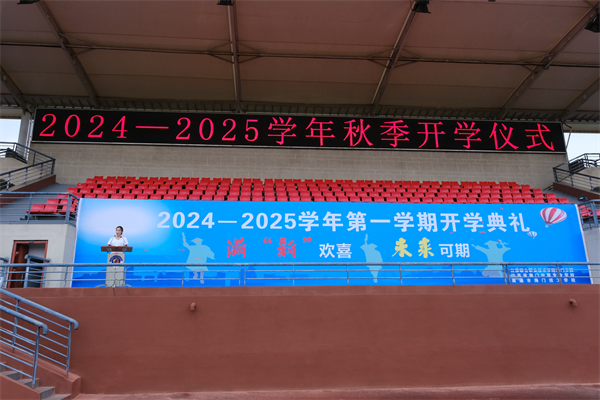 2024—2025学年秋季开学仪式
2024—2025学年第一学期开学典礼
满“新”欢喜 未来可期